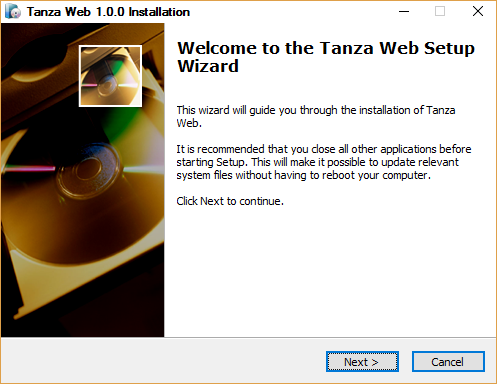 Tanza Web 1.0.0 Installation
Welcome to the Tanza Web Setup
Wizard
This wizard will guide you through the installation of Tanza
Web.
It is recommended that you close all other applications before
starting Setup. This will make it possible to update relevant
system files without having to reboot your computer.
Click Next to continue.
Next >
Cancel